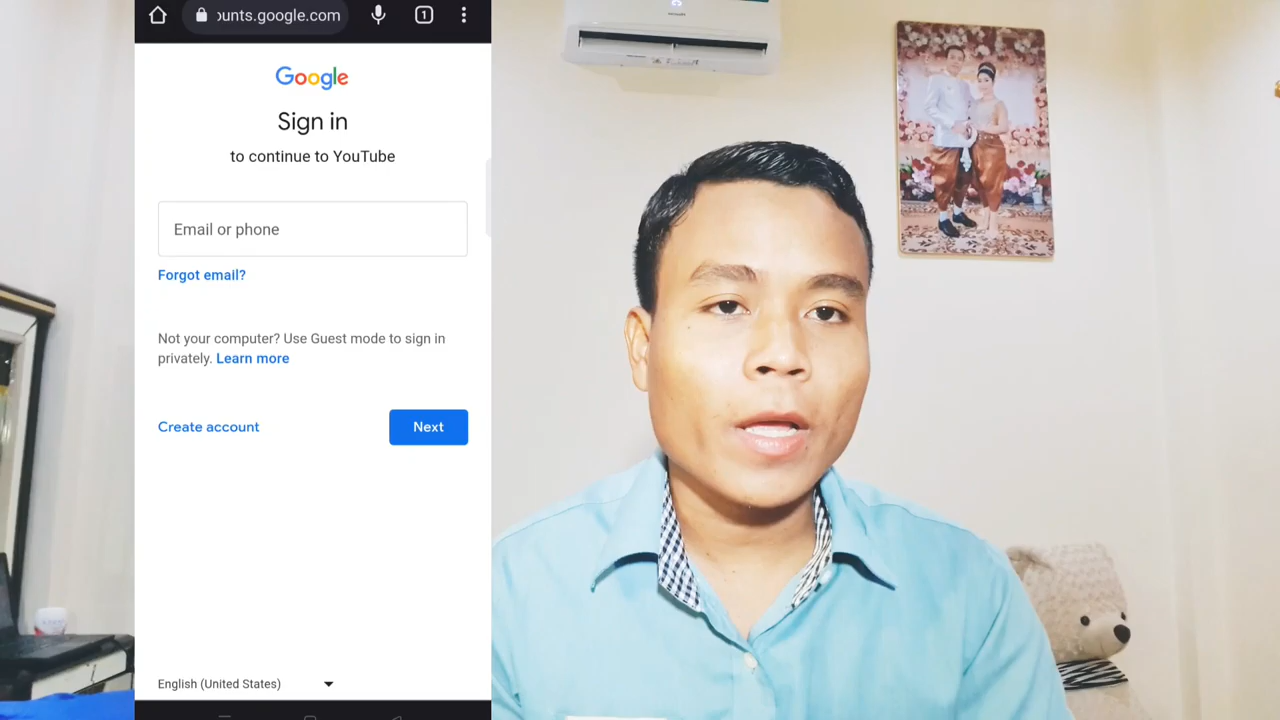 ounts.google.com
1
Google
Sign in
to continue to YouTube
Email or phone
Forgot email?
Not your computer? Use Guest mode to sign in
privately. Learn more
Create account
Next
English (United States)